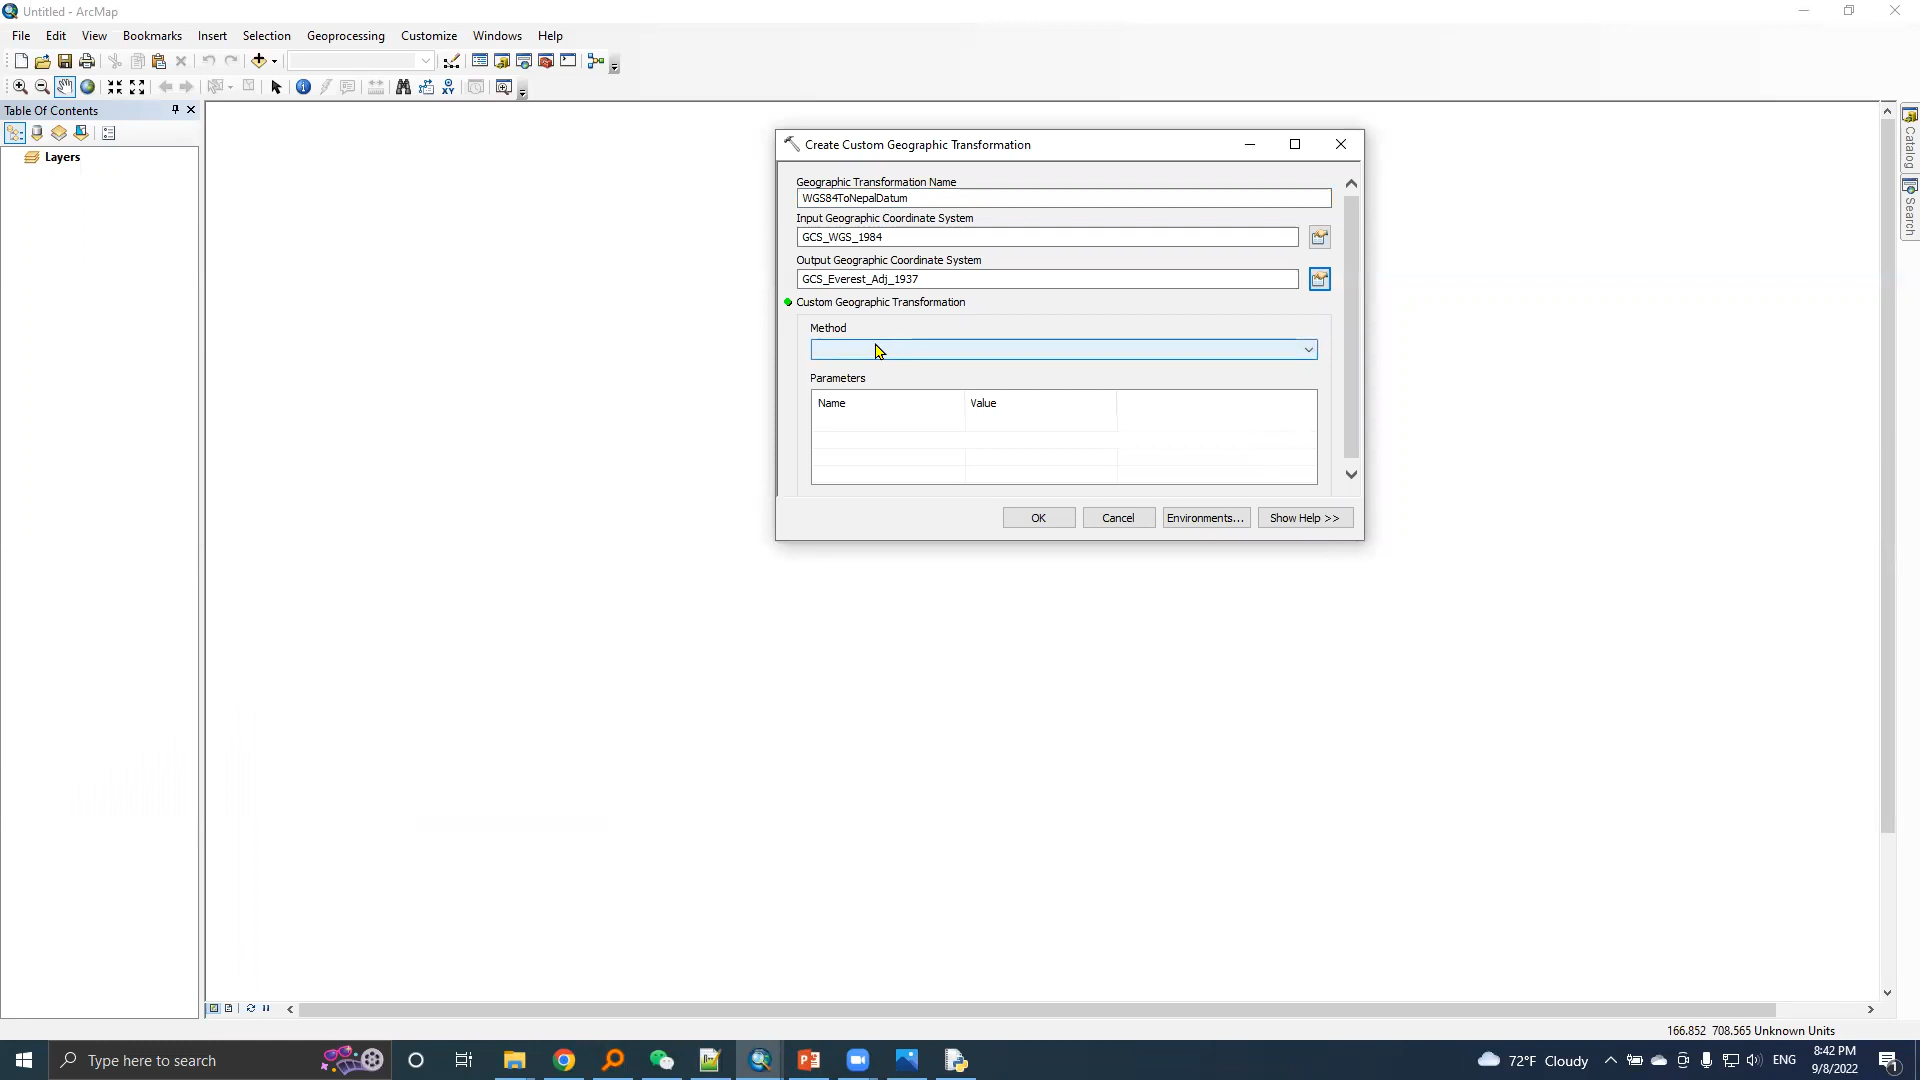 Untitled - ArcMap
File Edit View Bookmarks Insert Selection Geoprocessing Customize Windows Help
Table Of Contents
Layers
Create Custom Geographic Transformation
Geographic Transformation Name
WGS84ToNepalDatum
Input Geographic Coordinate System
GCS_WGS_1984
Output Geographic Coordinate System
GCS_Everest_Adj_1937
Custom Geographic Transformation
Method
Parameters
Name Value
OK Cancel Environments... Show Help >>
Catalog
Search
166.852 708.565 Unknown Units
Type here to search
72°F Cloudy
ENG
8:42 PM
9/8/2022
1